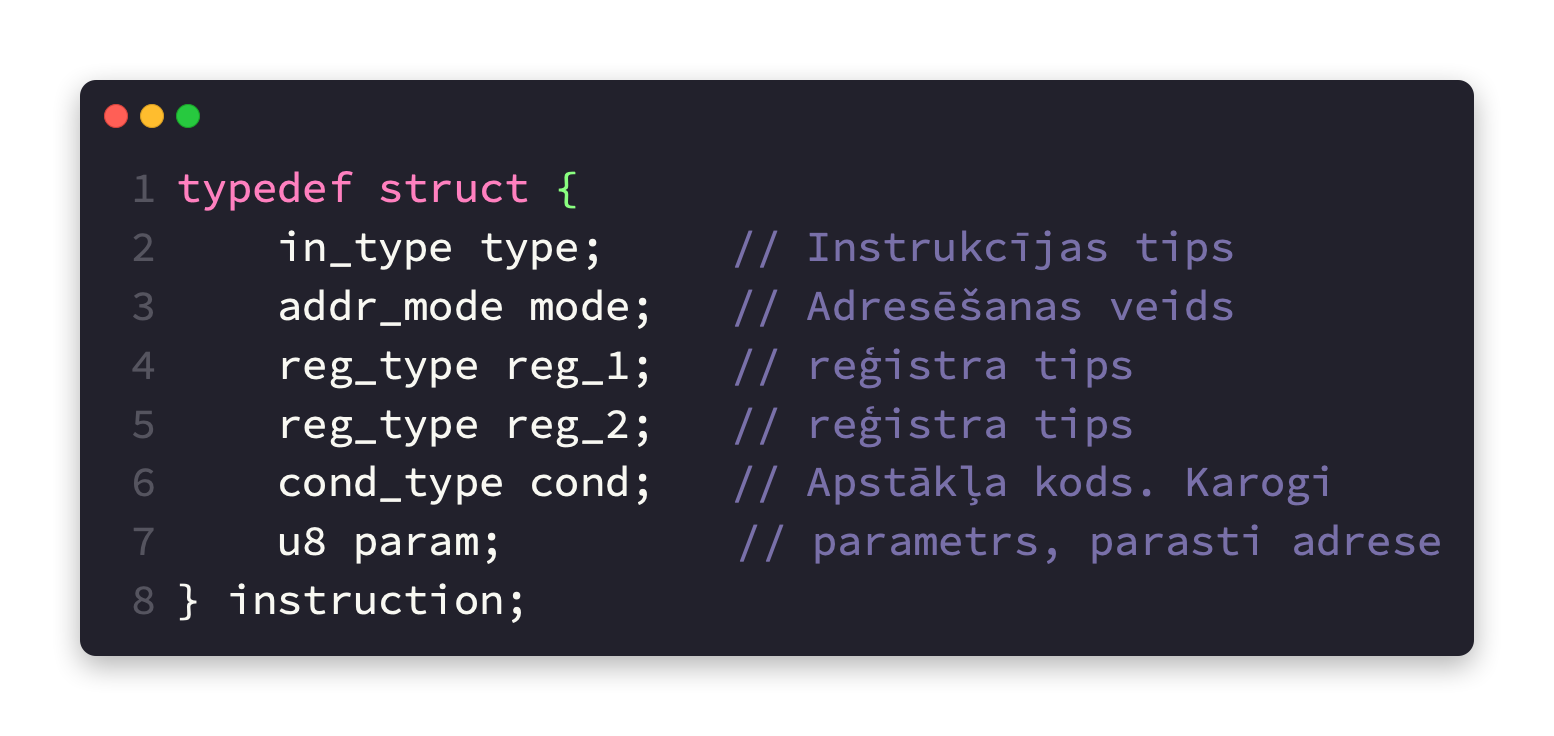 1 typedef struct {
2     in_type type;     // Instrukcījas tips
3     addr_mode mode;   // Adresēšanas veids
4     reg_type reg_1;   // reģistra tips
5     reg_type reg_2;   // reģistra tips
6     cond_type cond;   // Apstākļa kods. Karogi
7     u8 param;         // parametrs, parasti adrese
8 } instruction;